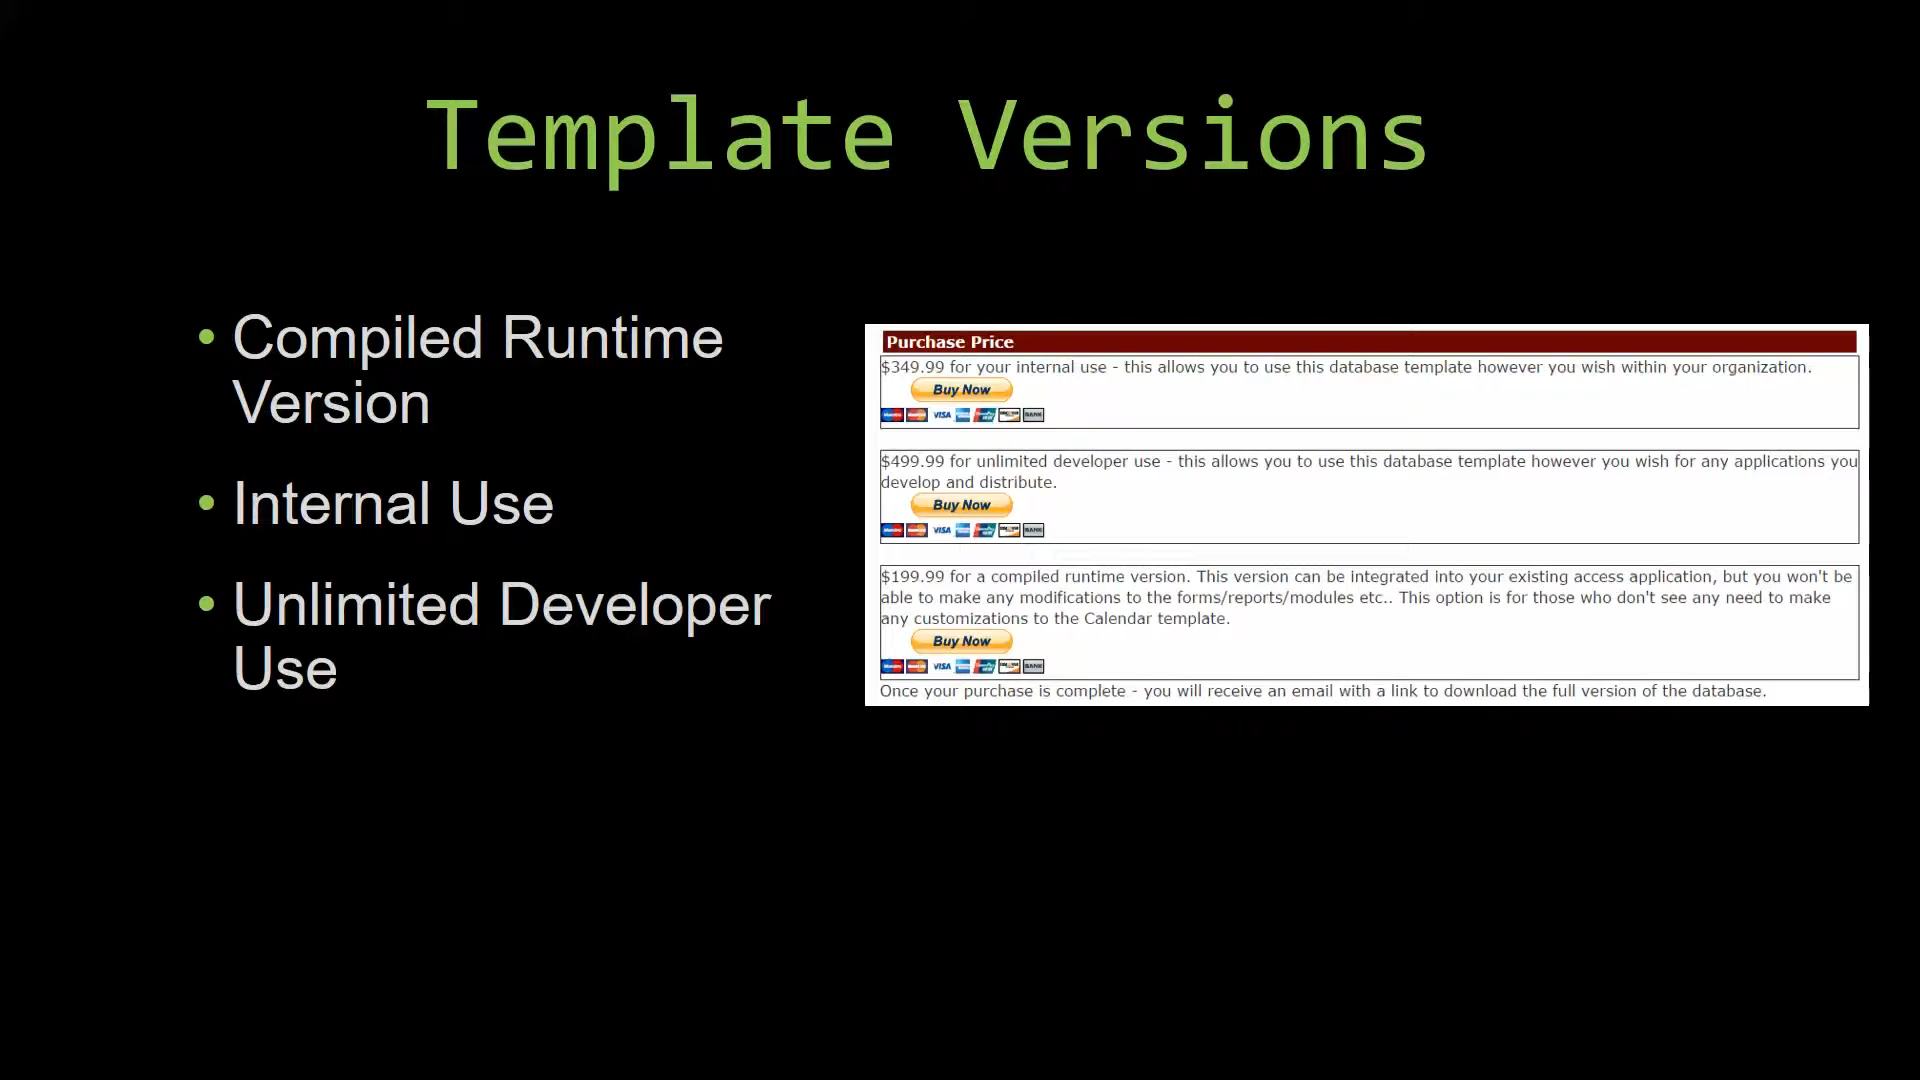 Template Versions
• Compiled Runtime
Version
• Internal Use
• Unlimited Developer
Use
Purchase Price
$349.99 for your internal use - this allows you to use this database template however you wish within your organization.
Buy Now
VISA BANK
$499.99 for unlimited developer use - this allows you to use this database template however you wish for any applications you
develop and distribute.
Buy Now
VISA BANK
$199.99 for a compiled runtime version. This version can be integrated into your existing access application, but you won't be
able to make any modifications to the forms/reports/modules etc.. This option is for those who don't see any need to make
any customizations to the Calendar template.
Buy Now
VISA BANK
Once your purchase is complete - you will receive an email with a link to download the full version of the database.